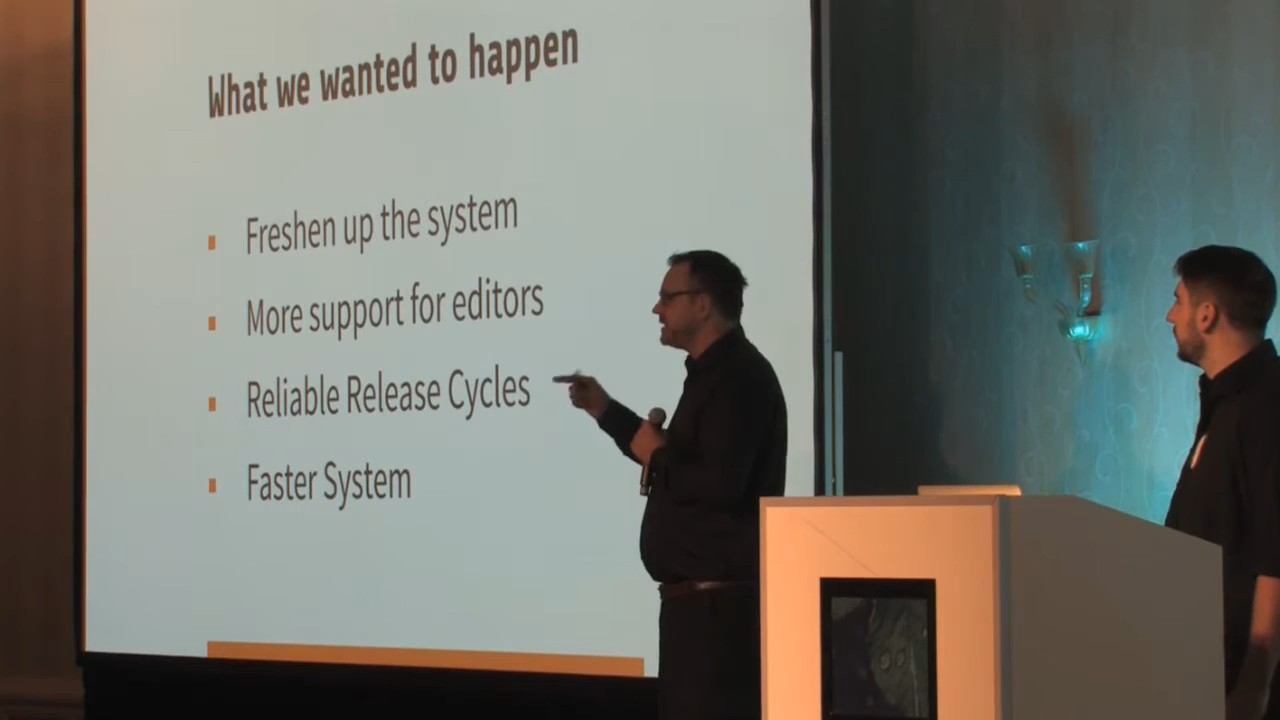 What we wanted to happen
Freshen up the system
More support for editors
Reliable Release Cycles
Faster System